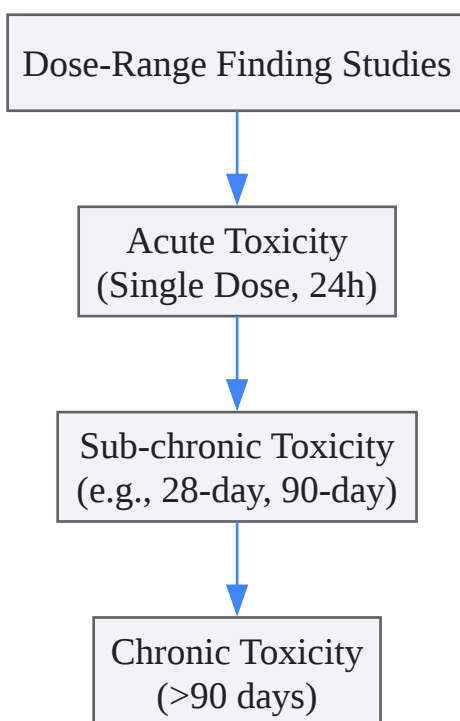 Dose-Range Finding Studies
Acute Toxicity
(Single Dose, 24h)
Sub-chronic Toxicity
(e.g., 28-day, 90-day)
Chronic Toxicity
(>90 days)